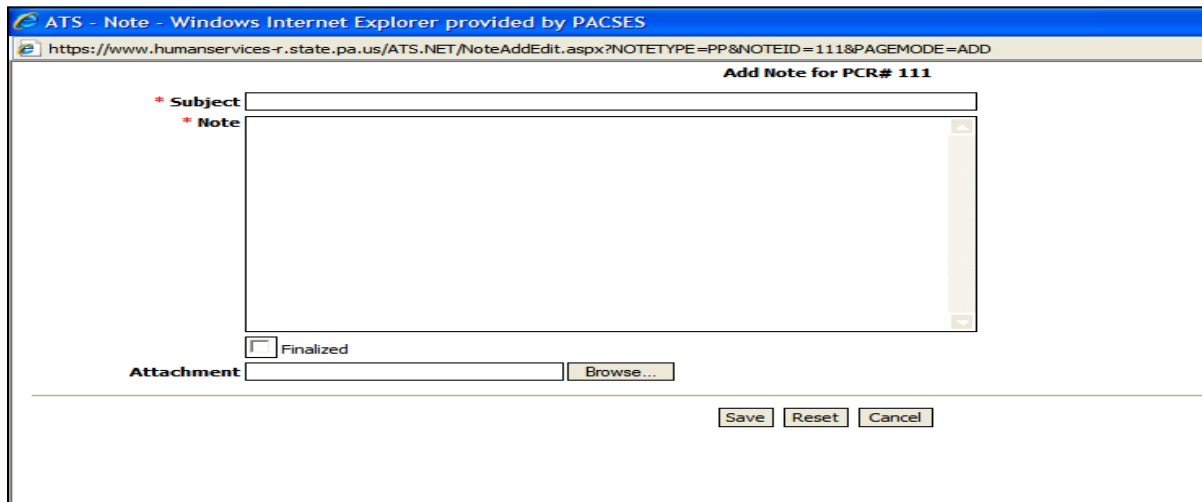 ATS - Note - Windows Internet Explorer provided by PACSES
https://www.humanservices-r.state.pa.us/ATS.NET/NoteAddEdit.aspx?NOTETYPE=PP&NOTEID=111&PAGEMODE=ADD
Add Note for PCR# 111
* Subject
* Note
Finalized
Attachment Browse...
Save Reset Cancel